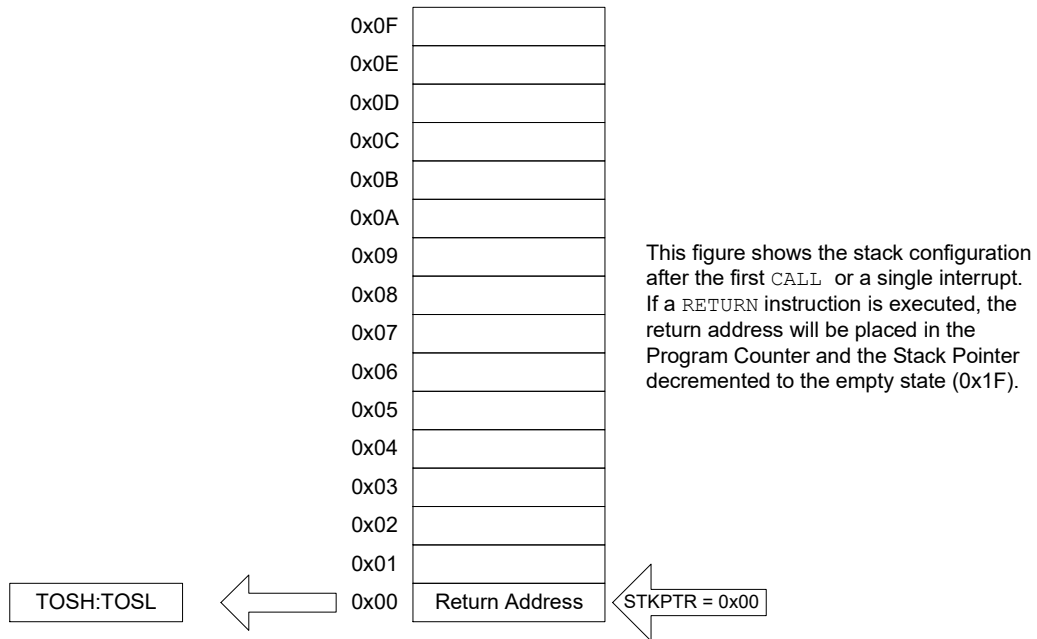 0x0F
0x0E
0x0D
0x0C
0x0B
0x0A
0x09
0x08
0x07
0x06
0x05
0x04
0x03
0x02
0x01
TOSH:TOSL
0x00
Return Address
STKPTR = 0x00
This figure shows the stack configuration
after the first CALL or a single interrupt.
If a RETURN instruction is executed, the
return address will be placed in the
Program Counter and the Stack Pointer
decremented to the empty state (0x1F).